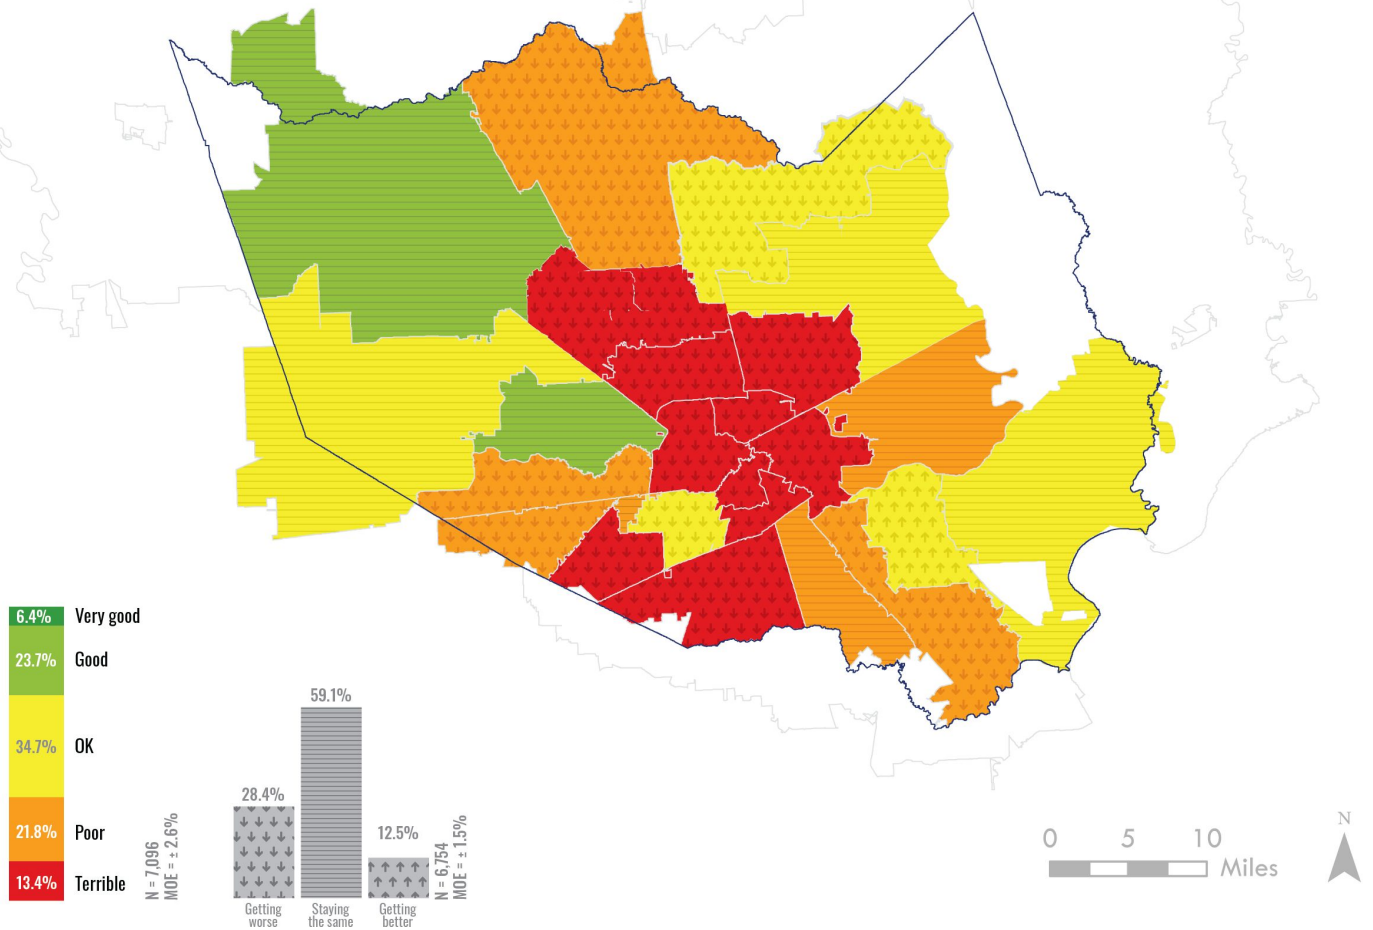 6.4% Very good
23.7% Good
34.7% OK
21.8% Poor
13.4% Terrible
N = 7,096
MOE = ± 2.6%
28.4%
59.1%
12.5%
Getting
worse
Staying
the same
Getting
better
N = 6,754
MOE = ± 1.5%
0 5 10
Miles
N